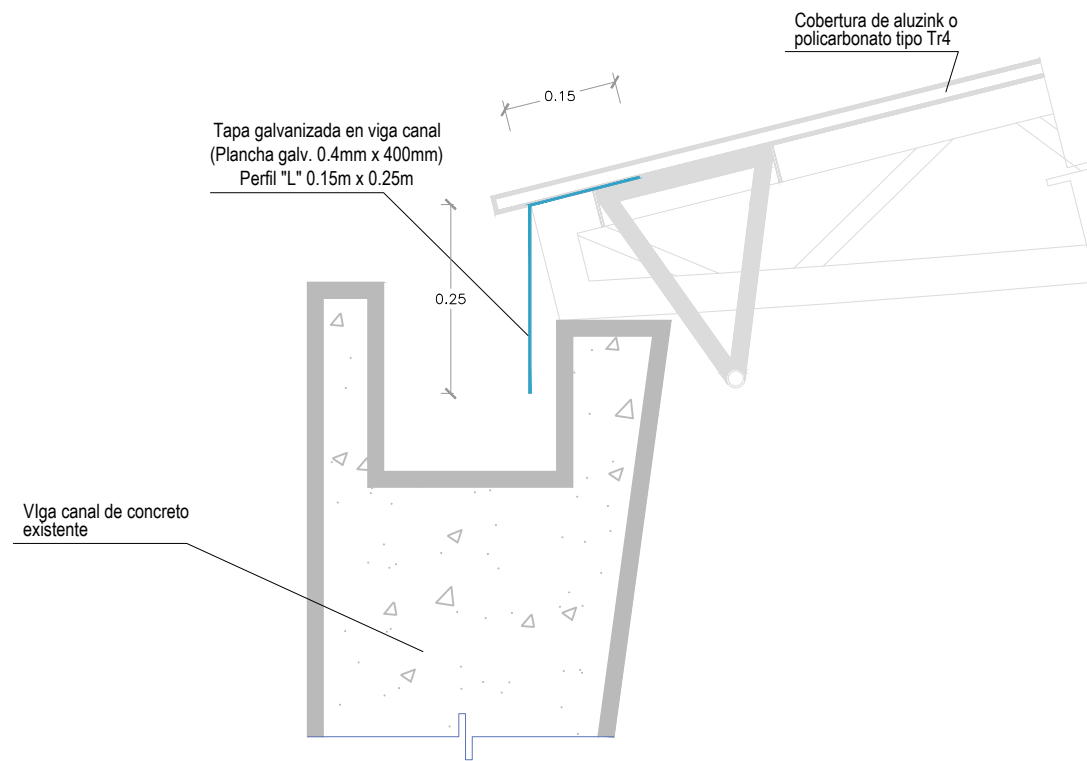 Cobertura de aluzink o
policarbonato tipo Tr4
0.15
Tapa galvanizada en viga canal
(Plancha galv. 0.4mm x 400mm)
Perfil "L" 0.15m x 0.25m
0.25
VIga canal de concreto
existente